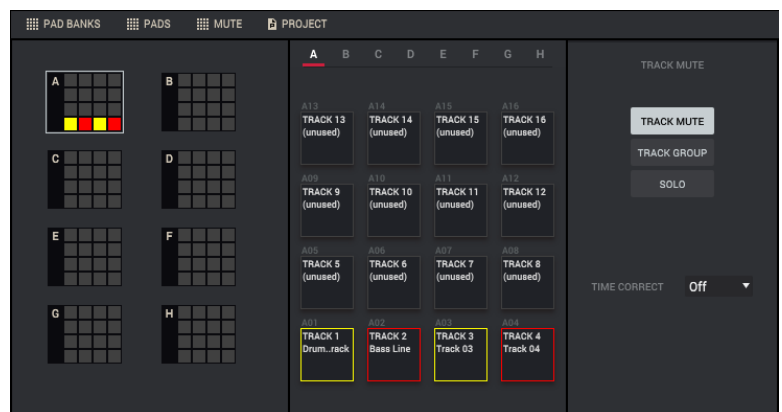 PAD BANKS PADS MUTE PROJECT
A B C D E F G H
TRACK MUTE
A B
C D
E F
G H
A13 A14 A15 A16
TRACK 13 TRACK 14 TRACK 15 TRACK 16
(unused) (unused) (unused) (unused)
A09 A10 A11 A12
TRACK 9 TRACK 10 TRACK 11 TRACK 12
(unused) (unused) (unused) (unused)
A05 A06 A07 A08
TRACK 5 TRACK 6 TRACK 7 TRACK 8
(unused) (unused) (unused) (unused)
A01 A02 A03 A04
TRACK 1 TRACK 2 TRACK 3 TRACK 4
Drum..rack Bass Line Track 03 Track 04
TRACK MUTE
TRACK GROUP
SOLO
TIME CORRECT Off